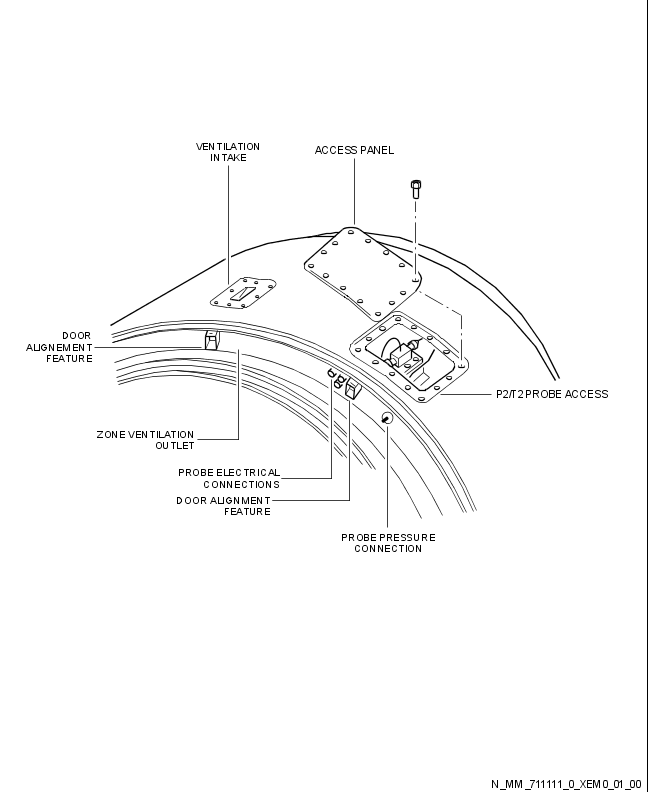 VENTILATION
INTAKE
ACCESS PANEL
DOOR
ALIGNEMENT
FEATURE
P2/T2 PROBE ACCESS
ZONE VENTILATION
OUTLET
PROBE ELECTRICAL
CONNECTIONS
DOOR ALIGNMENT
FEATURE
PROBE PRESSURE
CONNECTION
N_MM_711111_0_XEM0_01_00